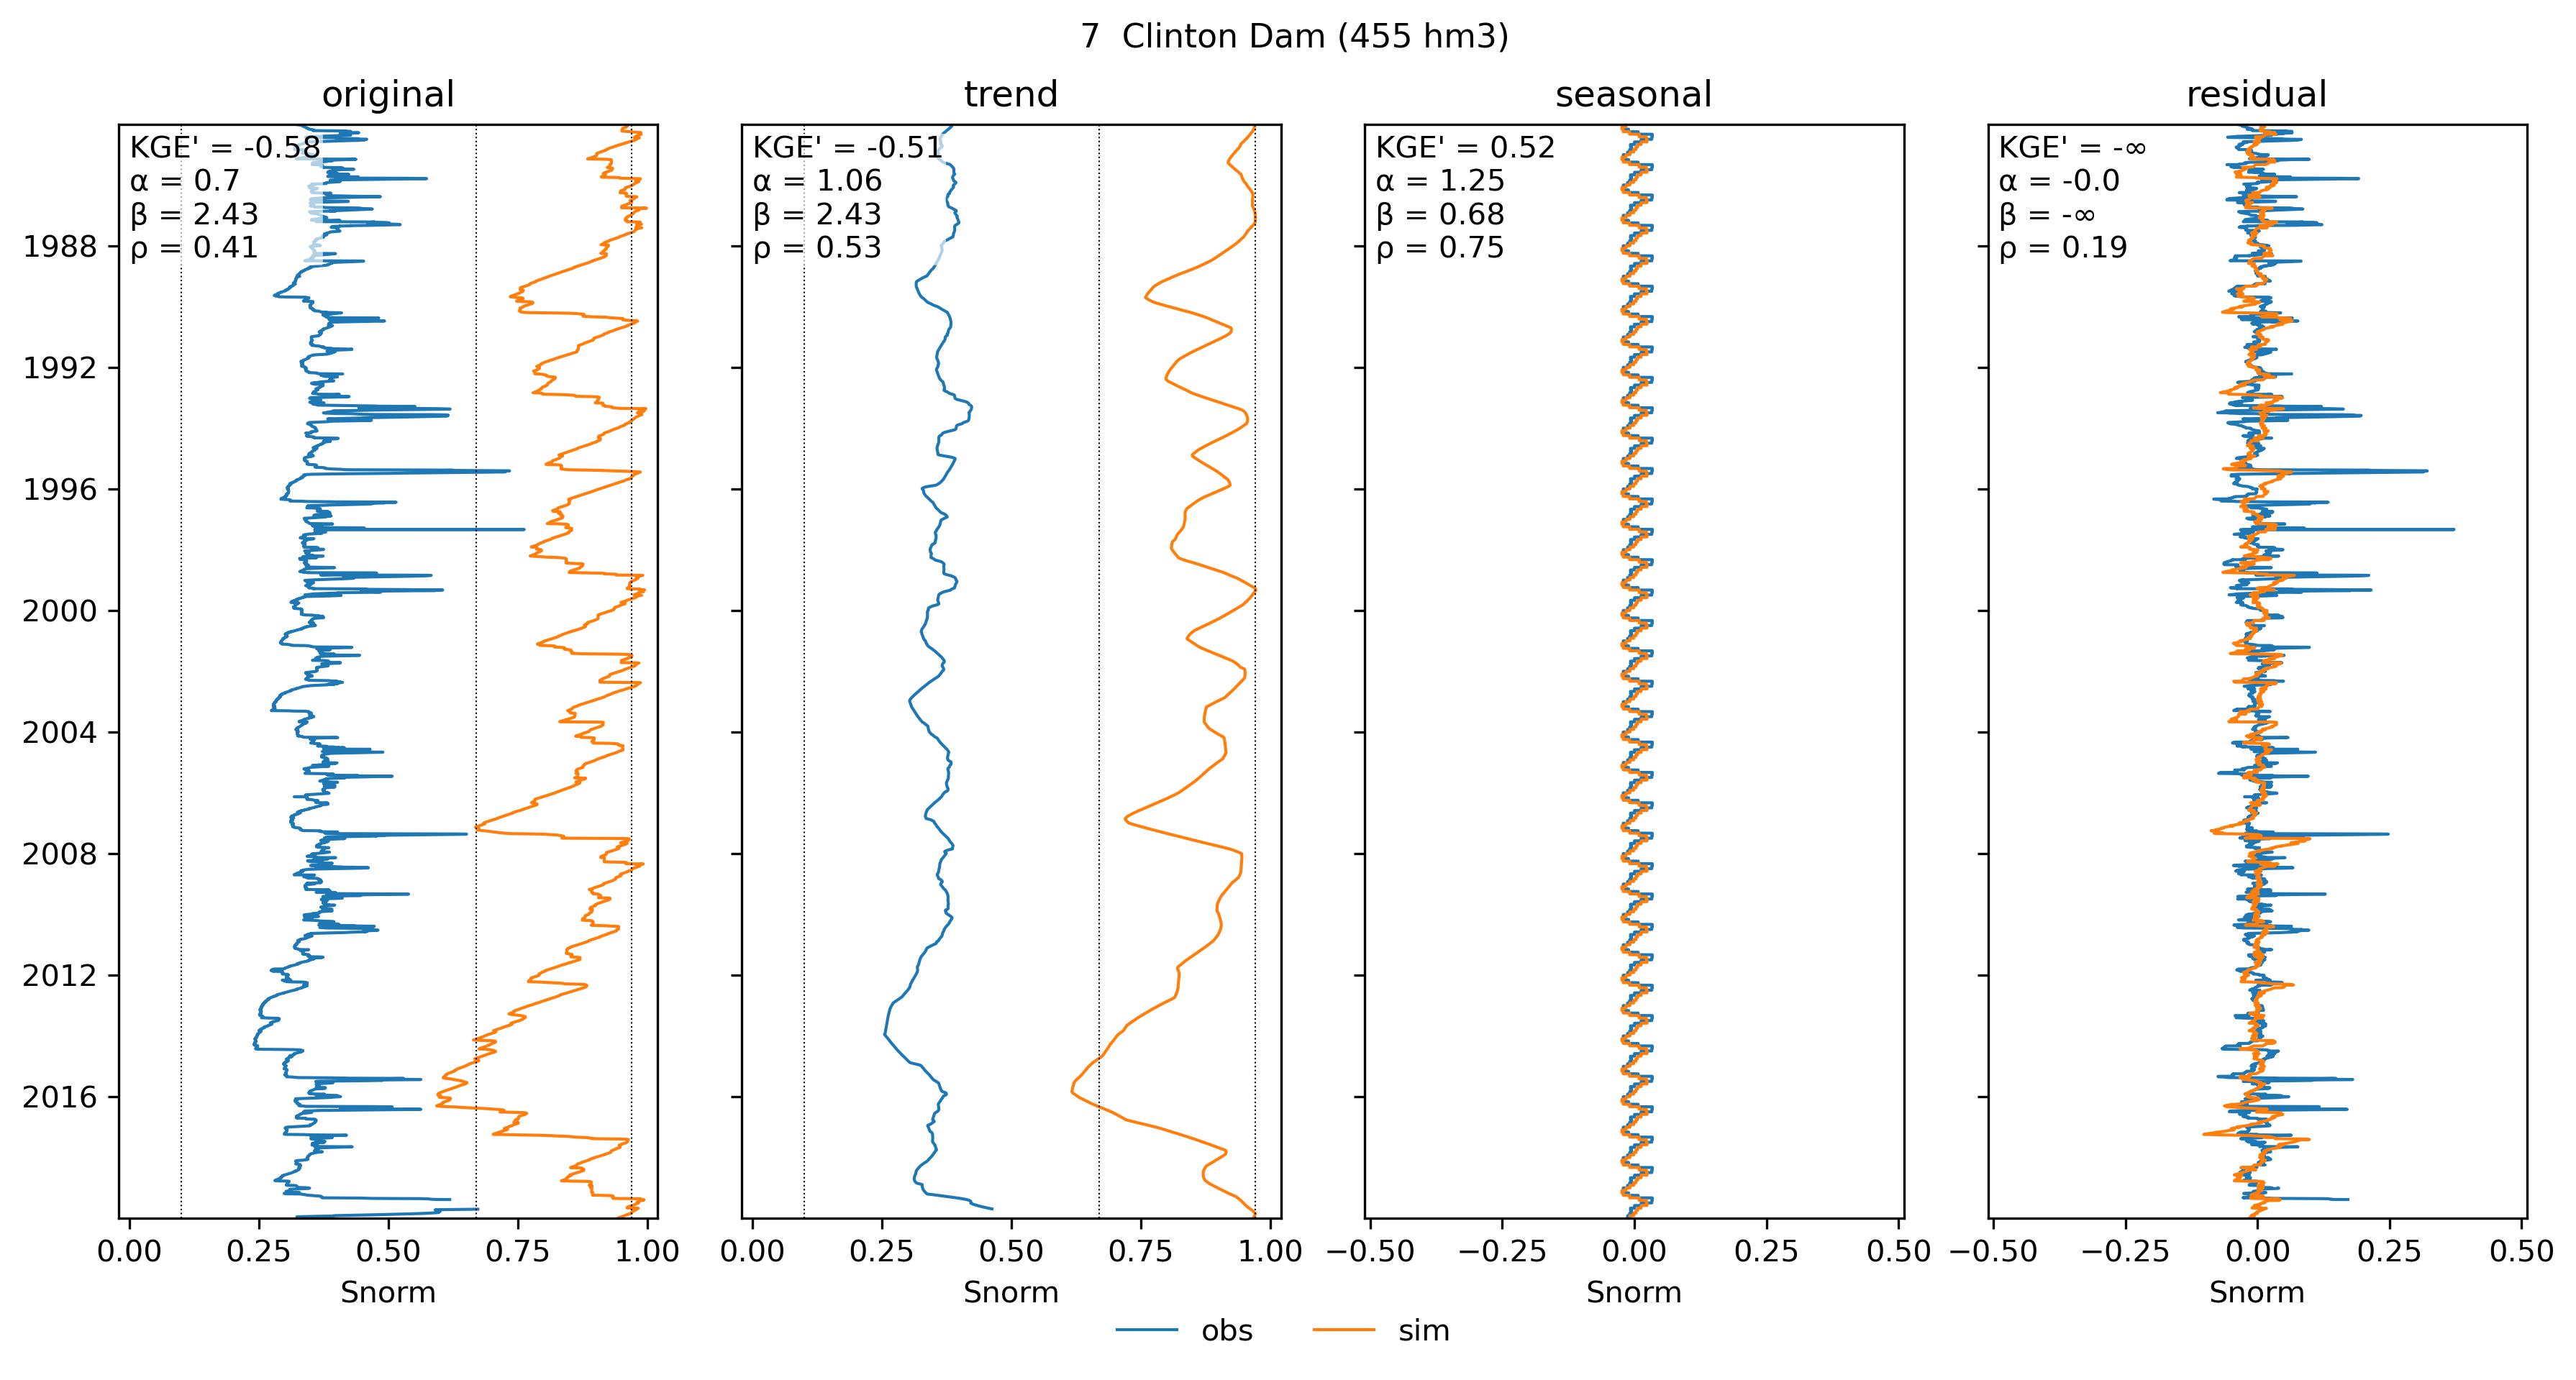 7  Clinton Dam (455 hm3)
original
trend
seasonal
residual
KGE' = -0.58
α = 0.7
β = 2.43
ρ = 0.41
KGE' = -0.51
α = 1.06
β = 2.43
ρ = 0.53
KGE' = 0.52
α = 1.25
β = 0.68
ρ = 0.75
KGE' = -∞
α = -0.0
β = -∞
ρ = 0.19
1988
1992
1996
2000
2004
2008
2012
2016
0.00 0.25 0.50 0.75 1.00
0.00 0.25 0.50 0.75 1.00
−0.50 −0.25 0.00 0.25 0.50
−0.50 −0.25 0.00 0.25 0.50
Snorm
Snorm
Snorm
Snorm
obs
sim